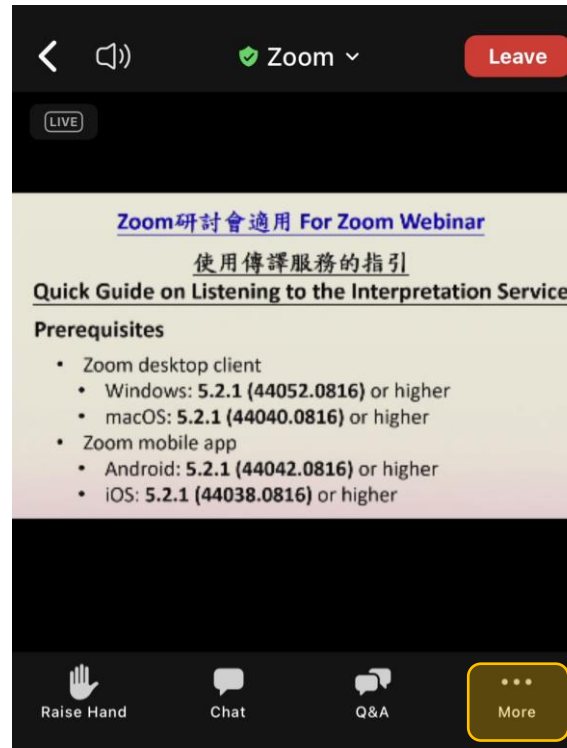 Zoom
Leave
LIVE
Zoom研討會適用 For Zoom Webinar
使用傳譯服務的指引
Quick Guide on Listening to the Interpretation Service
Prerequisites
• Zoom desktop client
• Windows: 5.2.1 (44052.0816) or higher
• macOS: 5.2.1 (44040.0816) or higher
• Zoom mobile app
• Android: 5.2.1 (44042.0816) or higher
• iOS: 5.2.1 (44038.0816) or higher
Raise Hand
Chat
Q&A
More